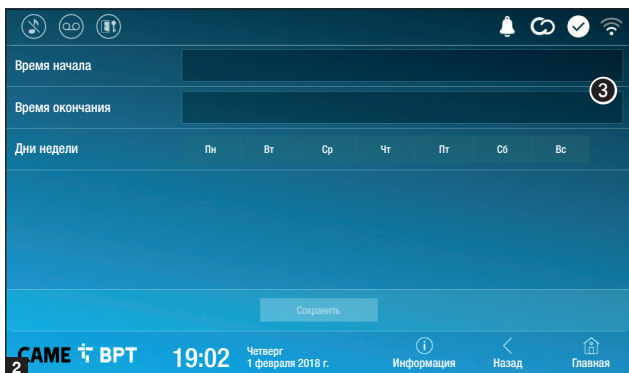 Время начала
3
Время окончания
Дни недели Пн Вт Ср Чт Пт Сб Вс
Сохранить
2
CAME BPT 19:02 Четверг
1 февраля 2018 г. Информация Назад Главная